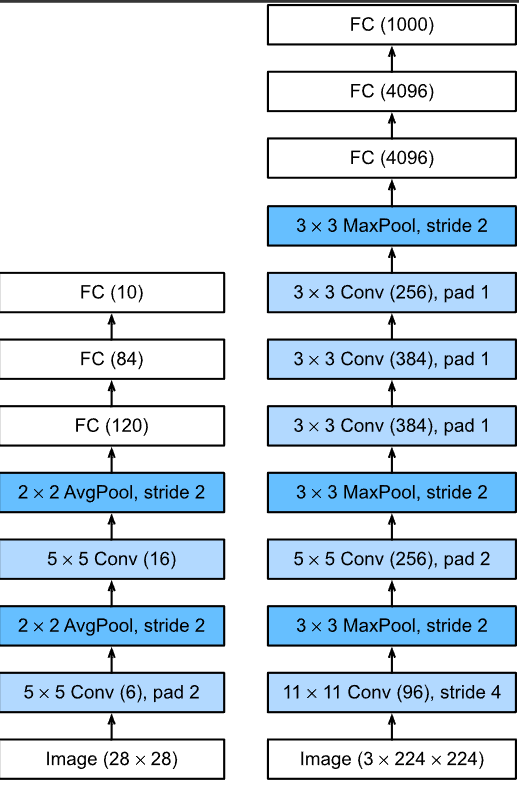 FC (10)
FC (84)
FC (120)
2 × 2 AvgPool, stride 2
5 × 5 Conv (16)
2 × 2 AvgPool, stride 2
5 × 5 Conv (6), pad 2
Image (28 × 28)
FC (1000)
FC (4096)
FC (4096)
3 × 3 MaxPool, stride 2
3 × 3 Conv (256), pad 1
3 × 3 Conv (384), pad 1
3 × 3 Conv (384), pad 1
3 × 3 MaxPool, stride 2
5 × 5 Conv (256), pad 2
3 × 3 MaxPool, stride 2
11 × 11 Conv (96), stride 4
Image (3 × 224 × 224)